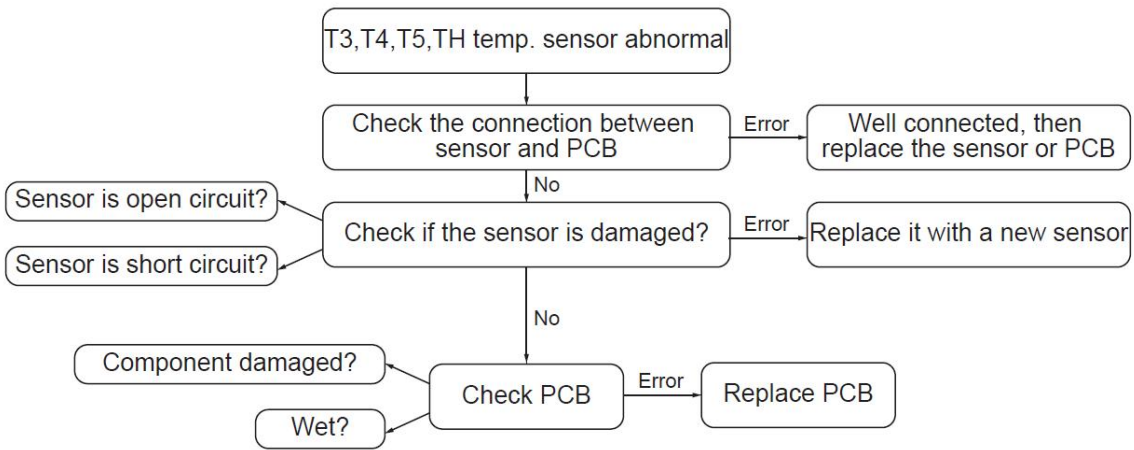 T3,T4,T5,TH temp. sensor abnormal
Check the connection between
sensor and PCB
Error
Well connected, then
replace the sensor or PCB
No
Sensor is open circuit?
Sensor is short circuit?
Check if the sensor is damaged?
Error
Replace it with a new sensor
No
Component damaged?
Wet?
Check PCB
Error
Replace PCB